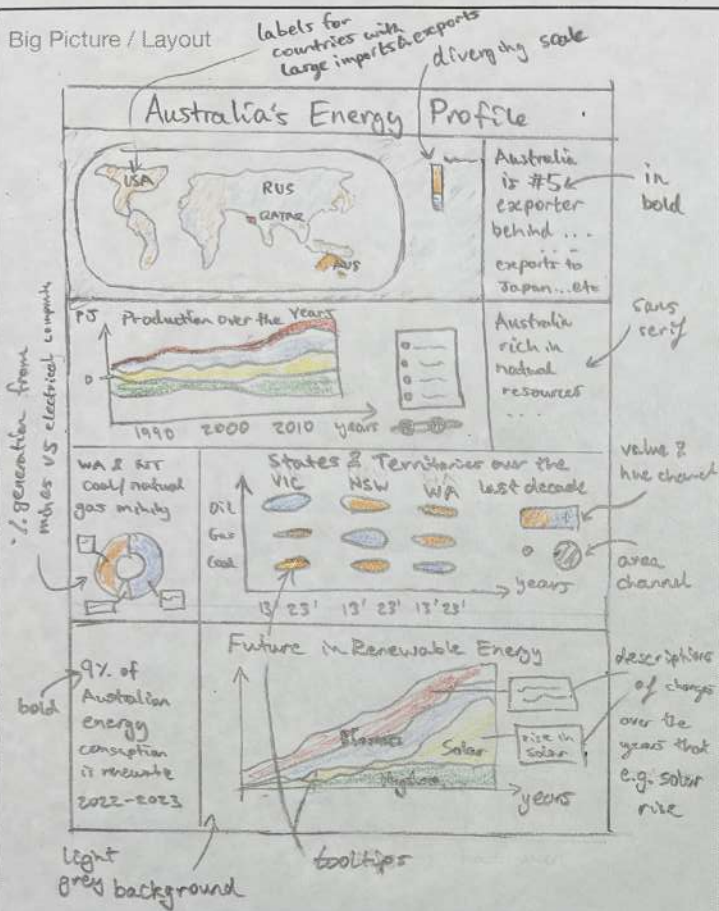 Big Picture / Layout
labels for
countries with
large imports & exports
diverging scale
Australia's Energy Profile
USA
RUS
QATAR
AUS
Australia
is #5
exporter
behind ...
...
exports to
Japan...etc
in
bold
PJ
Production over the Years
0
1990 2000 2010 years
Australia
rich in
natural
resources
...
sans
serif
% generation from
mines vs electrical
WA & NT
coal/natural
gas mining
States & Territories over the
last decade
VIC NSW WA
Oil
Gas
Coal
13' 23' 13' 23' 13' 23'
years
value &
hue channel
area
channel
bold
9% of
Australian
energy
consuption
is renewable
2022-2023
Future in Renewable Energy
Biomass
Solar
rise in
solar
years
descriptions
of changes
over the
years that
e.g. solar
rise
tooltips
light
grey background